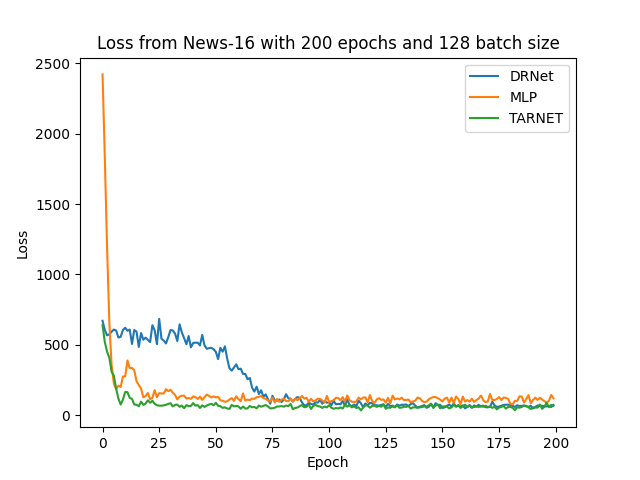 Loss from News-16 with 200 epochs and 128 batch size
2500
2000
1500
1000
500
0
Loss
DRNet
MLP
TARNET
0 25 50 75 100 125 150 175 200
Epoch